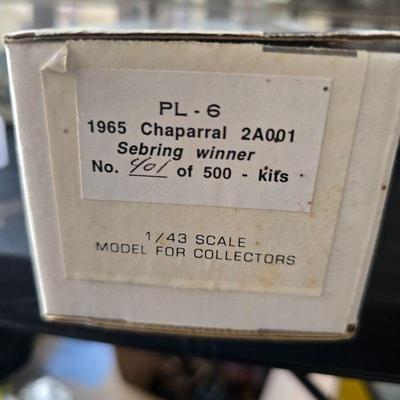 PL - 6
1965 Chaparral 2A001
Sebring winner
No. 401 of 500 - kits
1/43 SCALE
MODEL FOR COLLECTORS